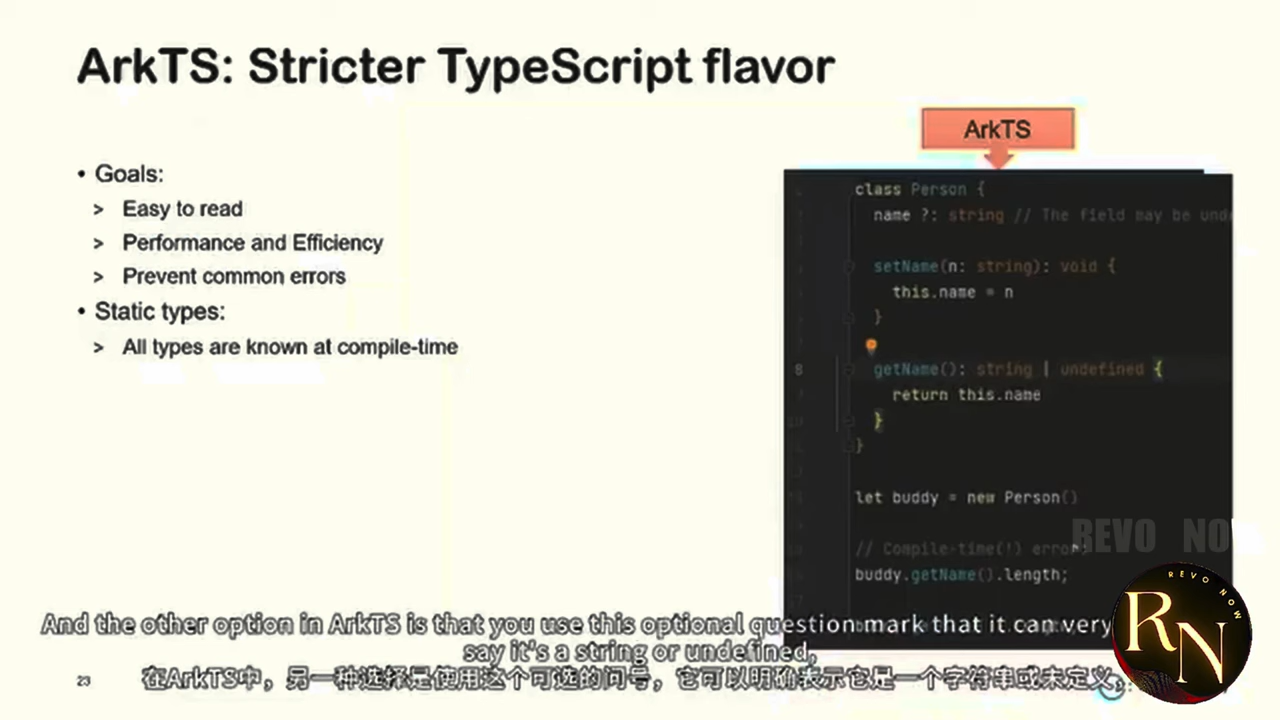 ArkTS: Stricter TypeScript flavor
• Goals:
> Easy to read
> Performance and Efficiency
> Prevent common errors
• Static types:
> All types are known at compile-time
ArkTS
class Person {
name ?: string // The field may be unde
setName(n: string): void {
this.name = n
}
8
getName(): string | undefined {
return this.name
}
}
let buddy = new Person()
// Compile-time(!) error:
buddy.getName().length;
REVO NOW
REVO NOW
RN
And the other option in ArkTS is that you use this optional question mark that it can very
say it's a string or undefined,
在ArkTS中，另一种选择是使用这个可选的问号，它可以明确表示它是一个字符串或未定义，